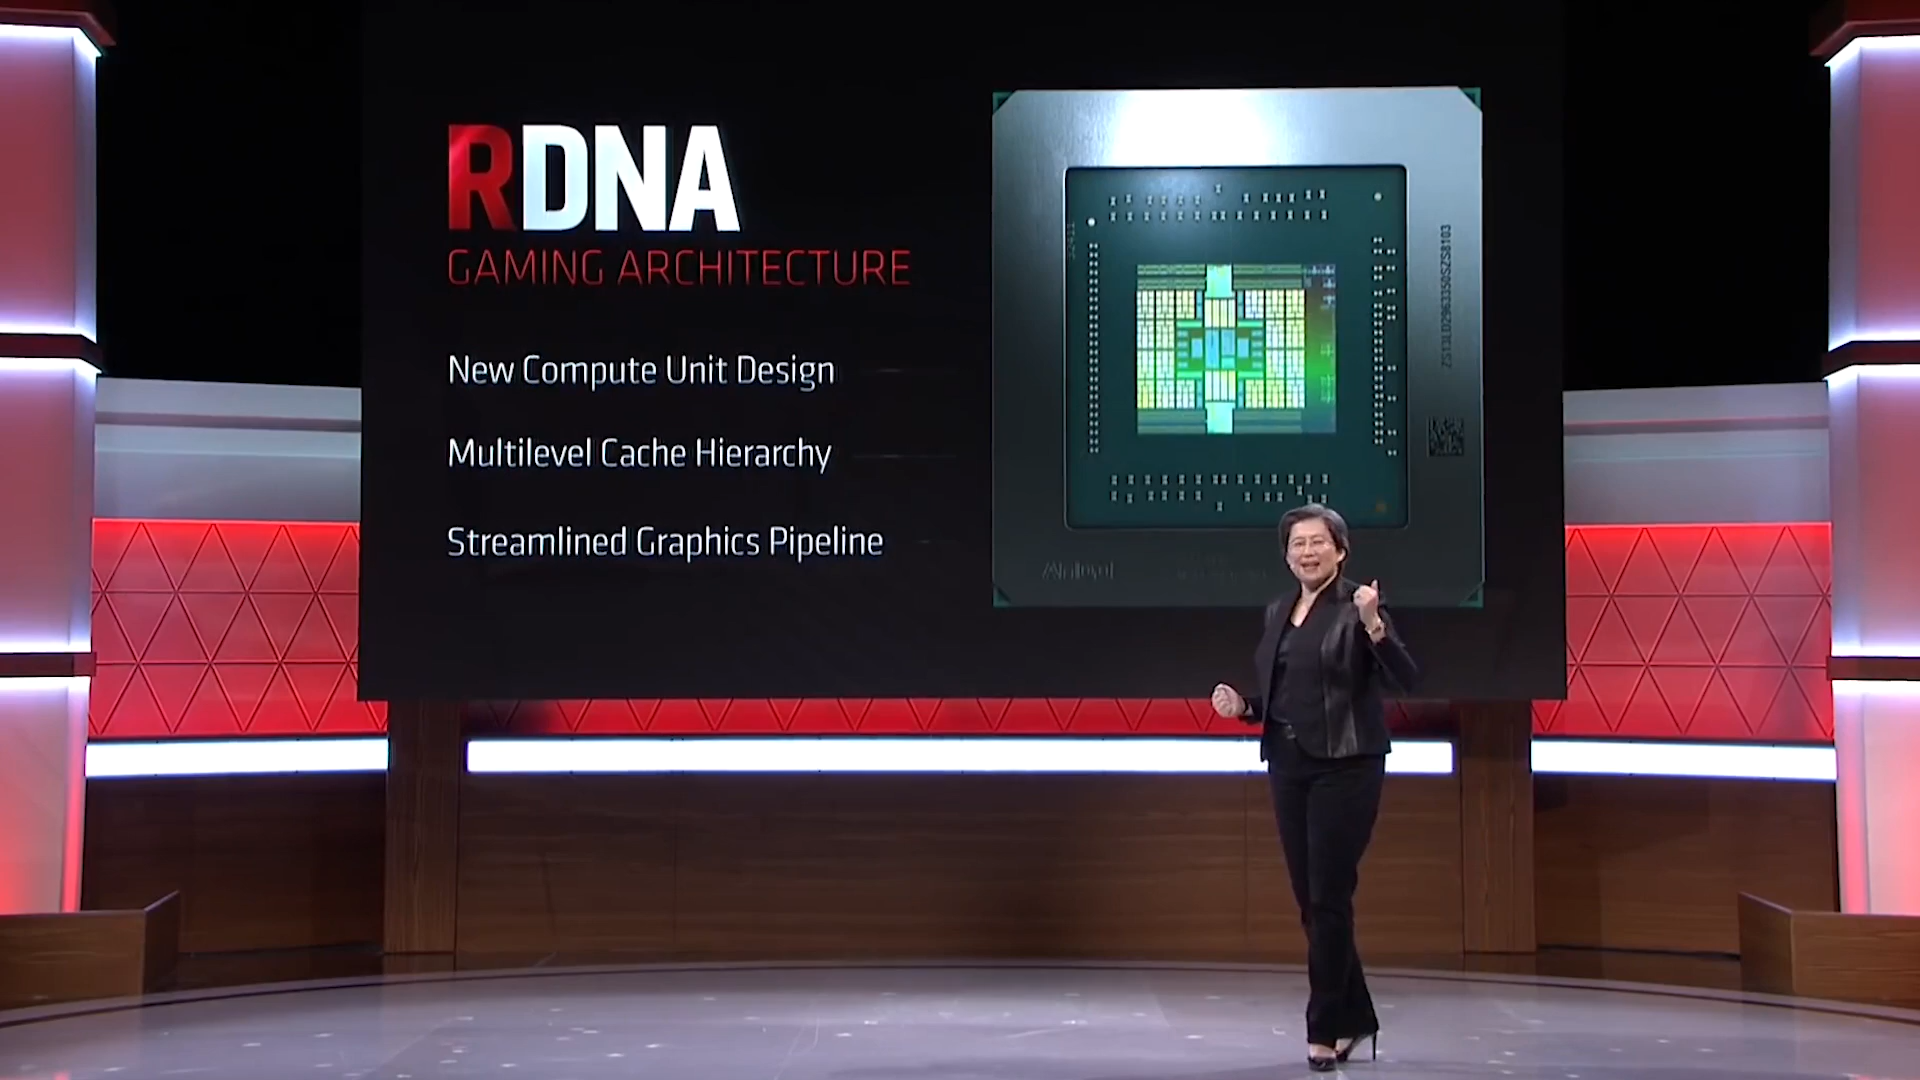 RDNA
GAMING ARCHITECTURE
New Compute Unit Design
Multilevel Cache Hierarchy
Streamlined Graphics Pipeline